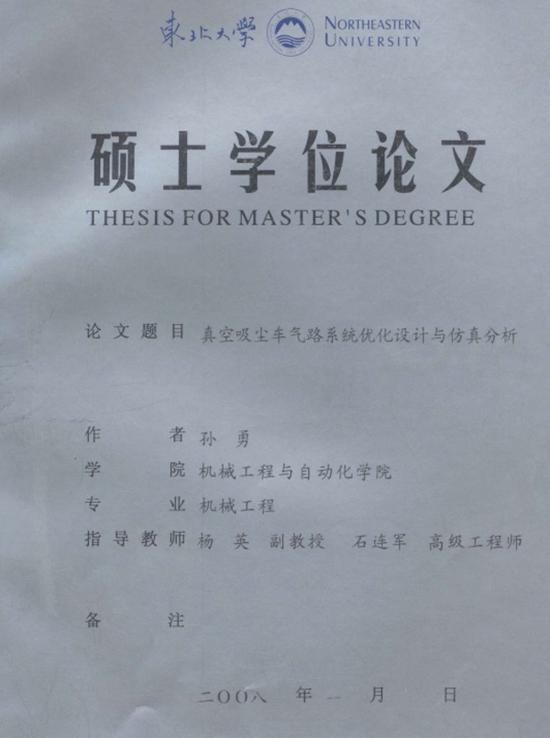 东北大学 NORTHEASTERN
UNIVERSITY
硕士学位论文
THESIS FOR MASTER'S DEGREE
论文题目 真空吸尘车气路系统优化设计与仿真分析
作者 孙勇
学院 机械工程与自动化学院
专业 机械工程
指导教师 杨英 副教授 石连军 高级工程师
备注
二〇〇八 年 一 月 日